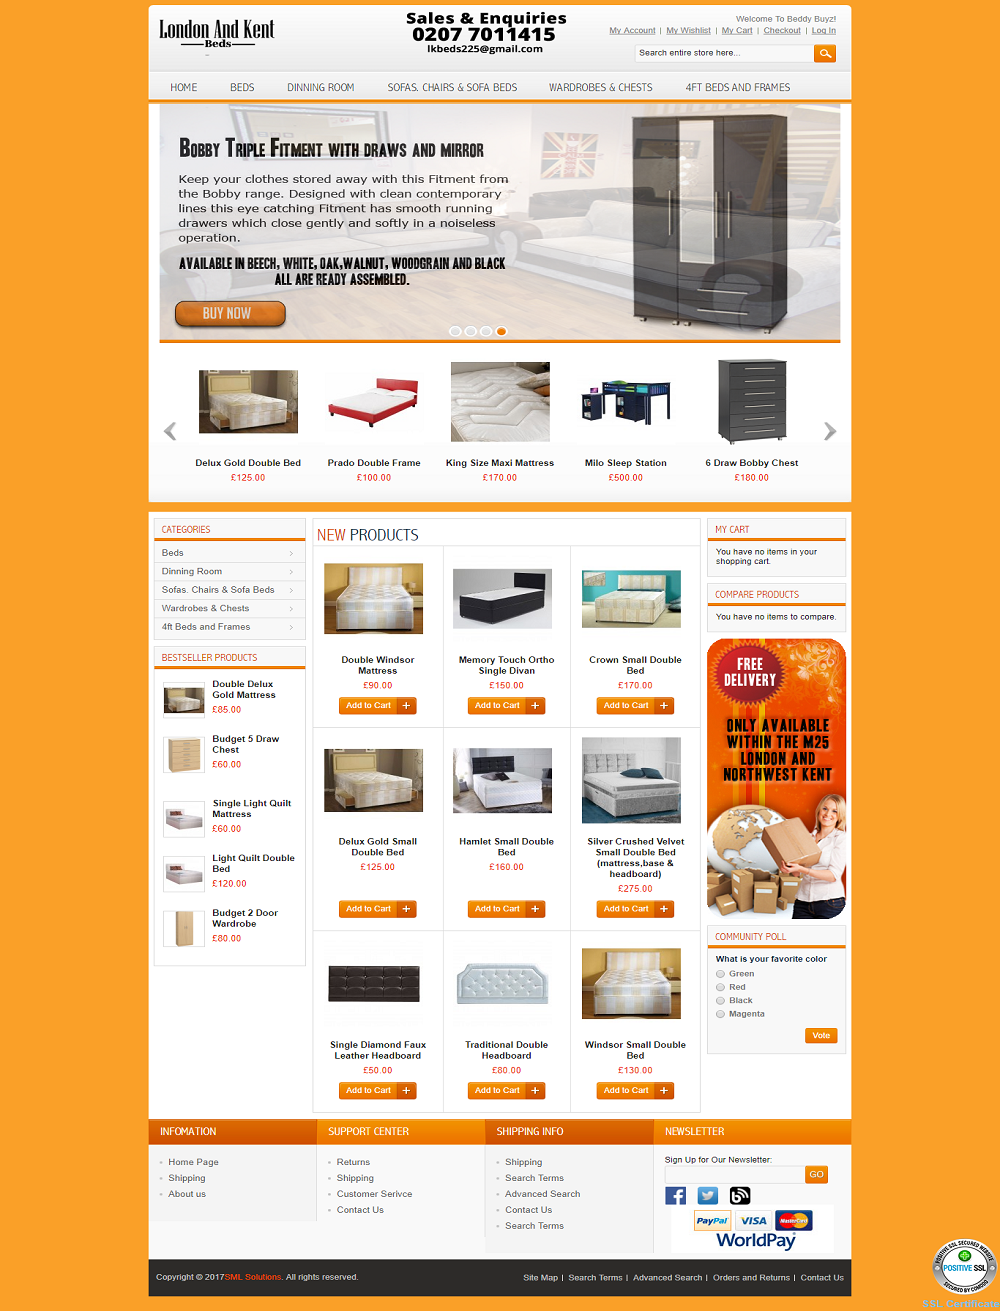 London And Kent
Beds
Sales & Enquiries
0207 7011415
lkbeds225@gmail.com
Welcome To Beddy Buyz!
My Account | My Wishlist | My Cart | Checkout | Log In
Search entire store here...
HOME BEDS DINNING ROOM SOFAS. CHAIRS & SOFA BEDS WARDROBES & CHESTS 4FT BEDS AND FRAMES
Bobby Triple Fitment with draws and mirror
Keep your clothes stored away with this Fitment from
the Bobby range. Designed with clean contemporary
lines this eye catching Fitment has smooth running
drawers which close gently and softly in a noiseless
operation.
AVAILABLE IN BEECH, WHITE, OAK,WALNUT, WOODGRAIN AND BLACK
ALL ARE READY ASSEMBLED.
BUY NOW
Delux Gold Double Bed
£125.00
Prado Double Frame
£100.00
King Size Maxi Mattress
£170.00
Milo Sleep Station
£500.00
6 Draw Bobby Chest
£180.00
CATEGORIES
Beds
Dinning Room
Sofas. Chairs & Sofa Beds
Wardrobes & Chests
4ft Beds and Frames
BESTSELLER PRODUCTS
Double Delux
Gold Mattress
£85.00
Budget 5 Draw
Chest
£60.00
Single Light Quilt
Mattress
£60.00
Light Quilt Double
Bed
£120.00
Budget 2 Door
Wardrobe
£80.00
NEW PRODUCTS
Double Windsor
Mattress
£90.00
Add to Cart +
Memory Touch Ortho
Single Divan
£150.00
Add to Cart +
Crown Small Double
Bed
£170.00
Add to Cart +
Delux Gold Small
Double Bed
£125.00
Add to Cart +
Hamlet Small Double
Bed
£160.00
Add to Cart +
Silver Crushed Velvet
Small Double Bed
(mattress,base &
headboard)
£275.00
Add to Cart +
Single Diamond Faux
Leather Headboard
£50.00
Add to Cart +
Traditional Double
Headboard
£80.00
Add to Cart +
Windsor Small Double
Bed
£130.00
Add to Cart +
MY CART
You have no items in your
shopping cart.
COMPARE PRODUCTS
You have no items to compare.
FREE
DELIVERY
ONLY AVAILABLE
WITHIN THE M25
LONDON AND
NORTHWEST KENT
COMMUNITY POLL
What is your favorite color
Green
Red
Black
Magenta
Vote
INFOMATION
Home Page
Shipping
About us
SUPPORT CENTER
Returns
Shipping
Customer Serivce
Contact Us
SHIPPING INFO
Shipping
Search Terms
Advanced Search
Contact Us
Search Terms
NEWSLETTER
Sign Up for Our Newsletter:
GO
PayPal VISA MasterCard
WorldPay
Copyright © 2017SML Solutions. All rights reserved.
Site Map | Search Terms | Advanced Search | Orders and Returns | Contact Us
POSITIVE SSL SECURED WEBSITE
POSITIVE SSL
SECURED BY COMODO
SSL Certificate